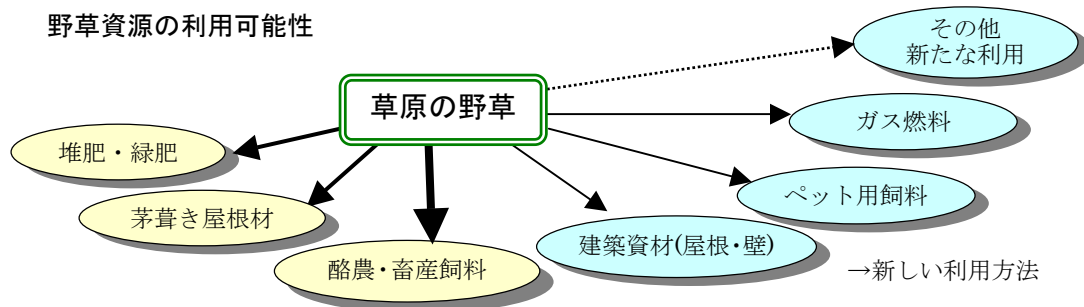 野草資源の利用可能性
その他
新たな利用
草原の野草
ガス燃料
堆肥・緑肥
ペット用飼料
茅葺き屋根材
建築資材(屋根・壁)
酪農・畜産飼料
→新しい利用方法